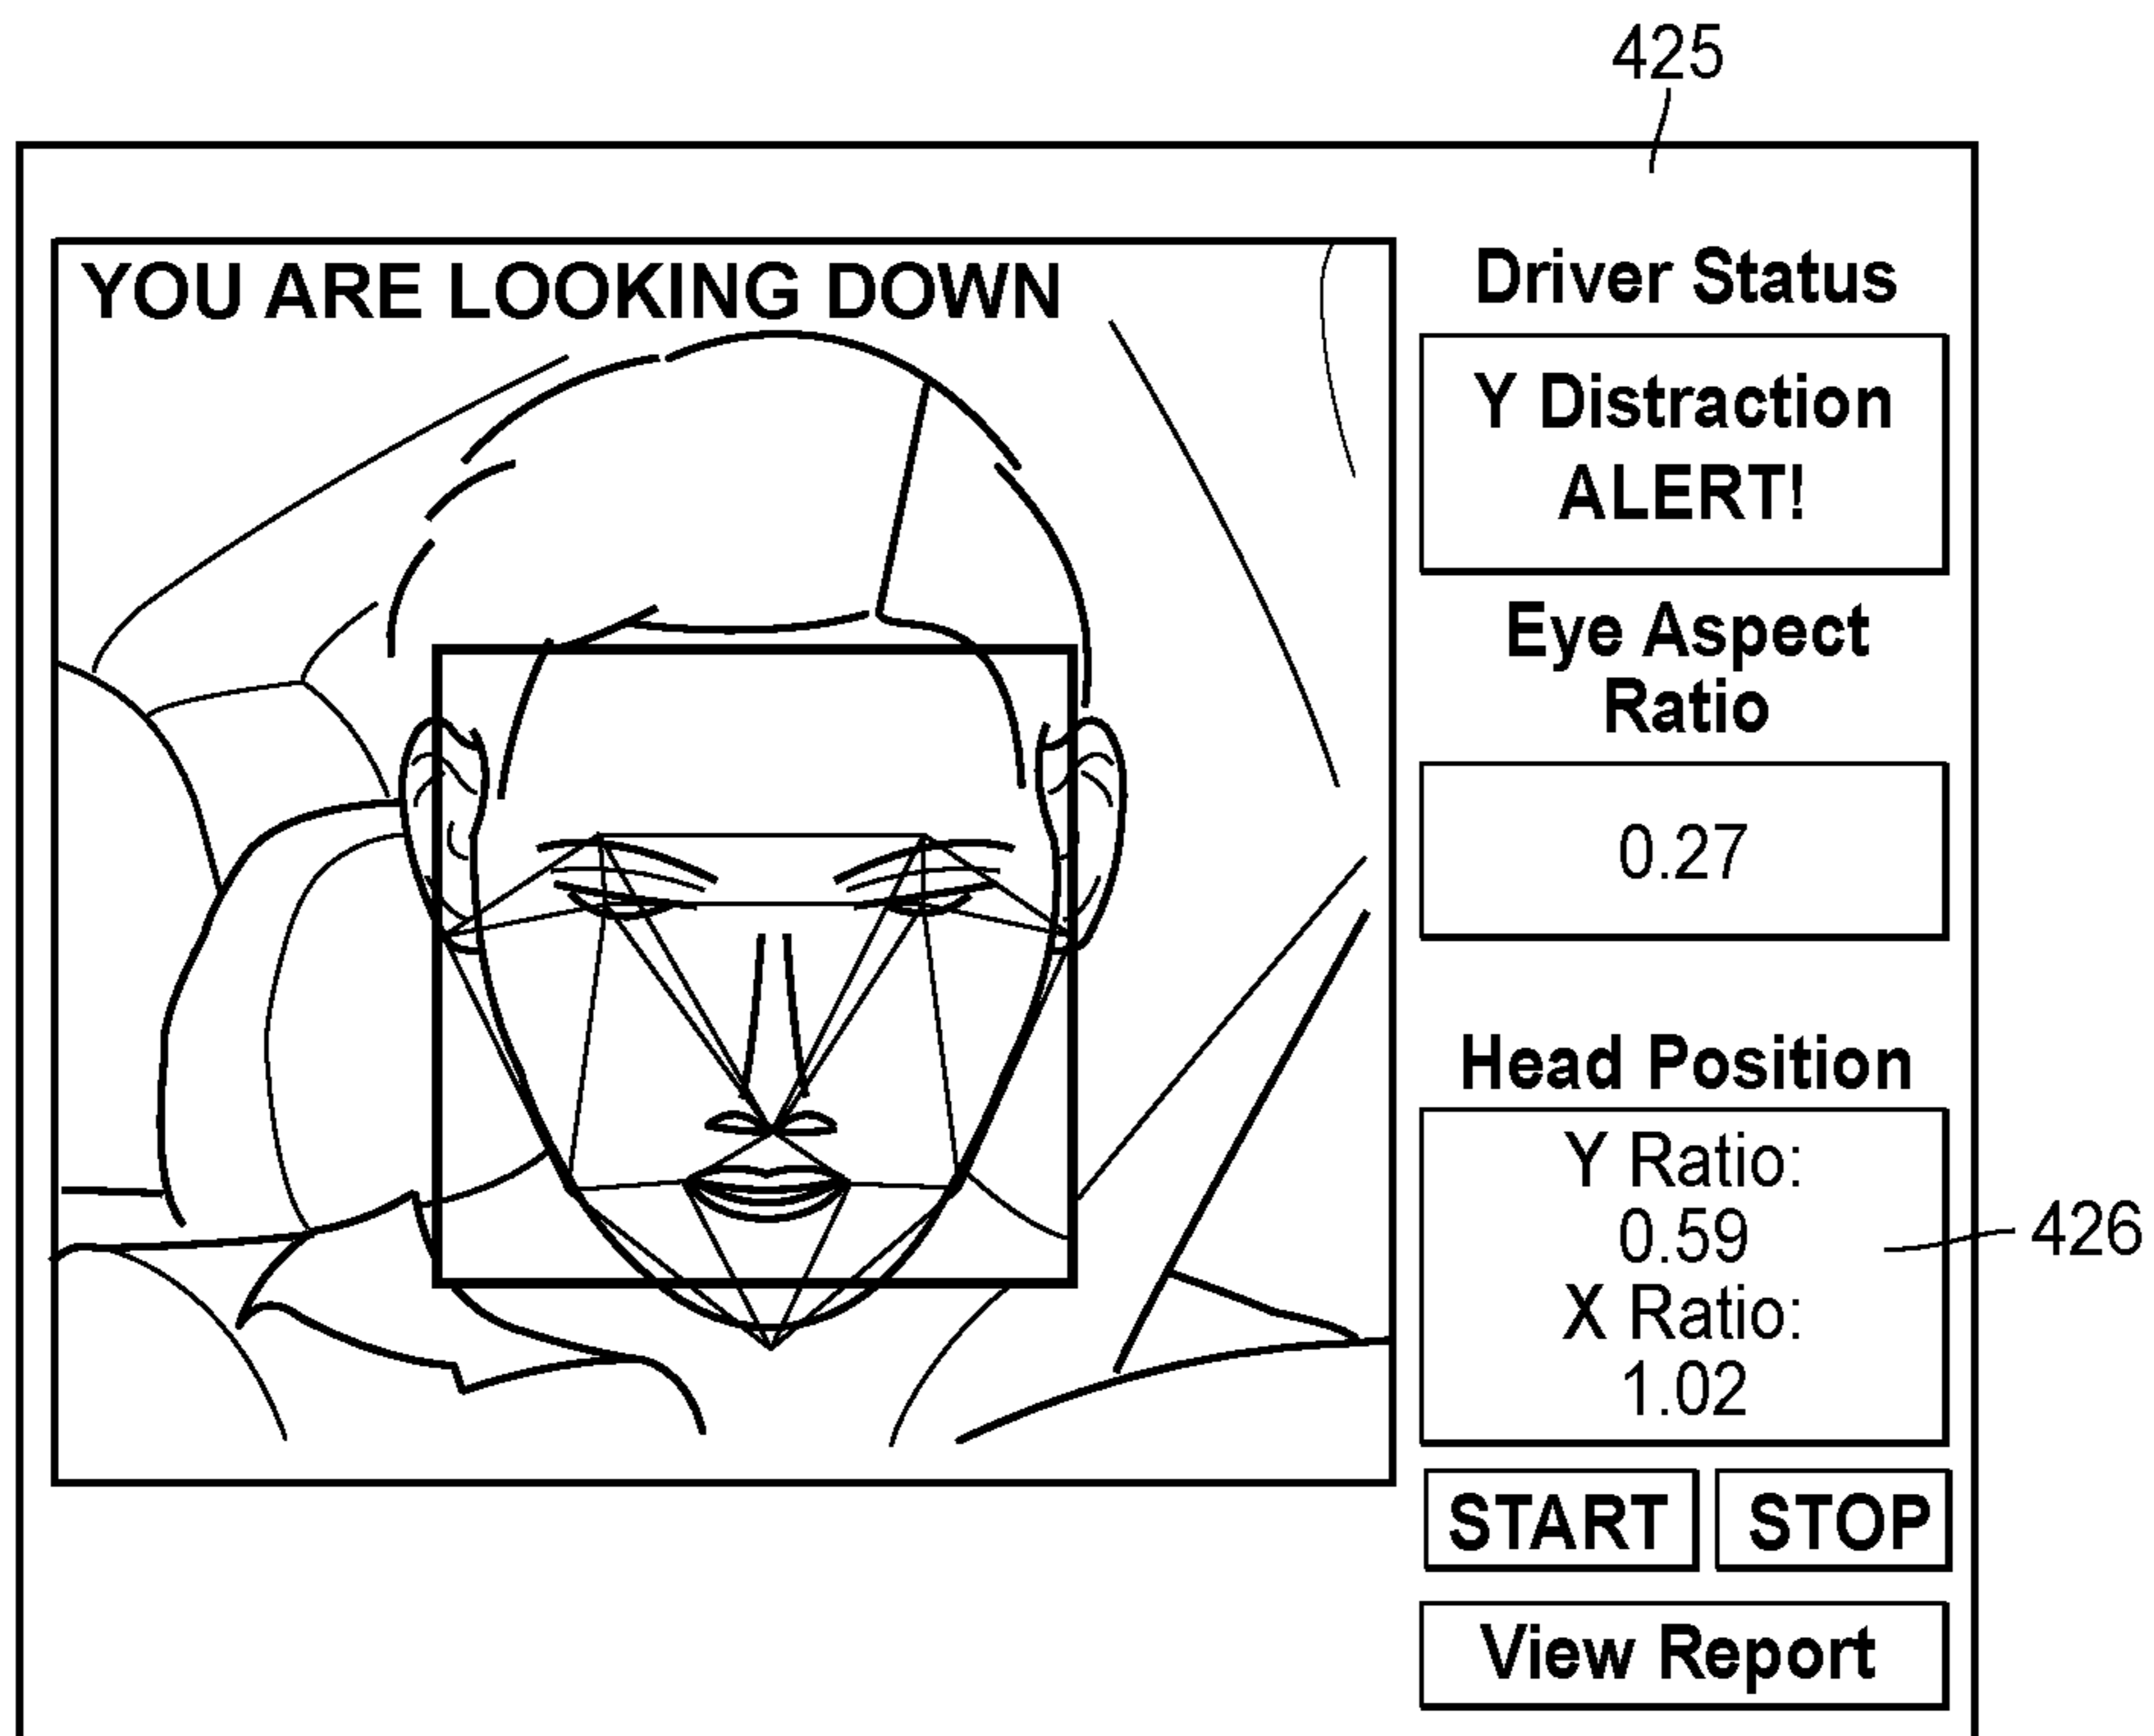 425
YOU ARE LOOKING DOWN
Driver Status
Y Distraction
ALERT!
Eye Aspect
Ratio
0.27
Head Position
Y Ratio:
0.59
X Ratio:
1.02
426
START
STOP
View Report